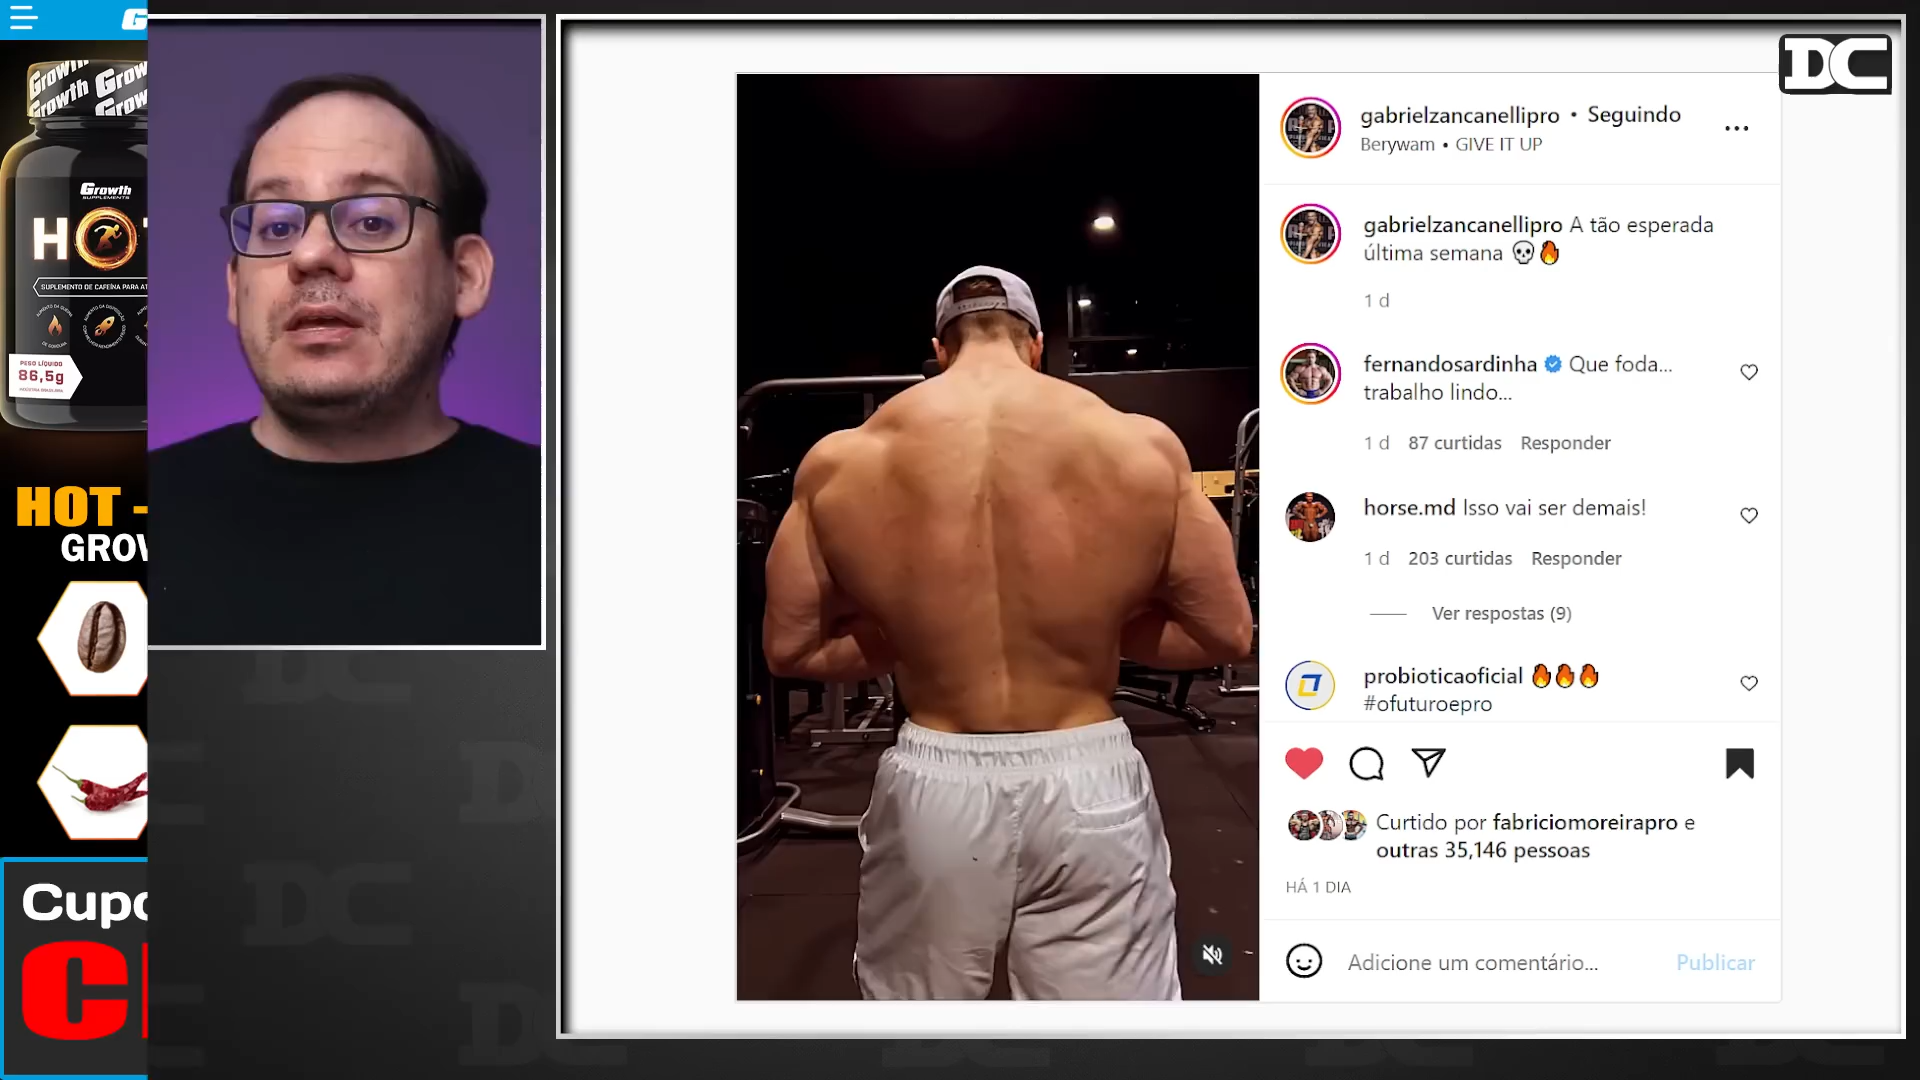 Growth
Growth
Growth
SUPPLEMENTS
HO
SUPLEMENTO DE CAFEÍNA PARA AT
PESO LÍQUIDO
86,5g
HOT -
GROW
Cupo
DC
gabrielzancanellipro • Seguindo
Berywam • GIVE IT UP
gabrielzancanellipro A tão esperada
última semana 💀🔥
1 d
fernandosardinha Que foda...
trabalho lindo...
1 d 87 curtidas Responder
horse.md Isso vai ser demais!
1 d 203 curtidas Responder
Ver respostas (9)
probioticaoficial 🔥🔥🔥
#ofuturoepro
Curtido por fabriciomoreirapro e
outras 35,146 pessoas
HÁ 1 DIA
Adicione um comentário...
Publicar